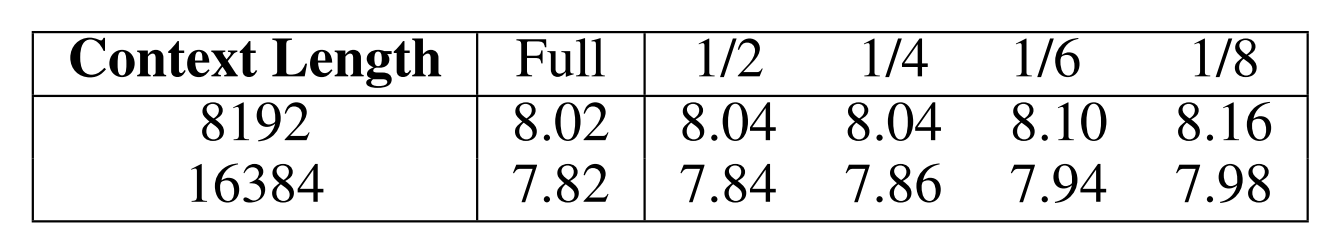 Context Length Full 1/2 1/4 1/6 1/8
8192 8.02 8.04 8.04 8.10 8.16
16384 7.82 7.84 7.86 7.94 7.98